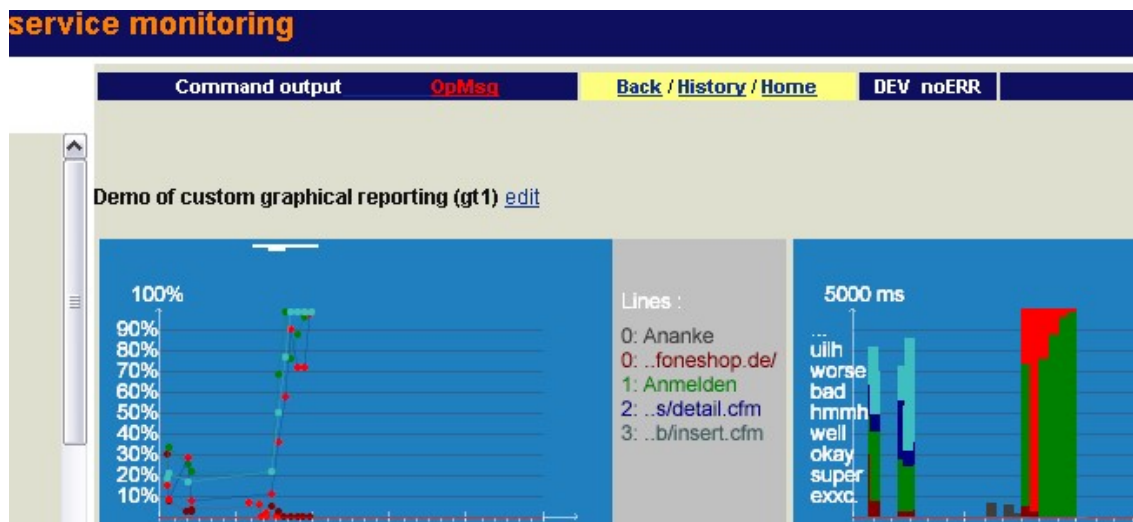 service monitoring
Command output OpMsg Back / History / Home DEV noERR
Demo of custom graphical reporting (gt1) edit
100%
90%
80%
70%
60%
50%
40%
30%
20%
10%
Lines :
0: Ananke
0: ..foneshop.de/
1: Anmelden
2: ..s/detail.cfm
3: ..b/insert.cfm
5000 ms
...
uilh
worse
bad
hmmh
well
okay
super
exxc.